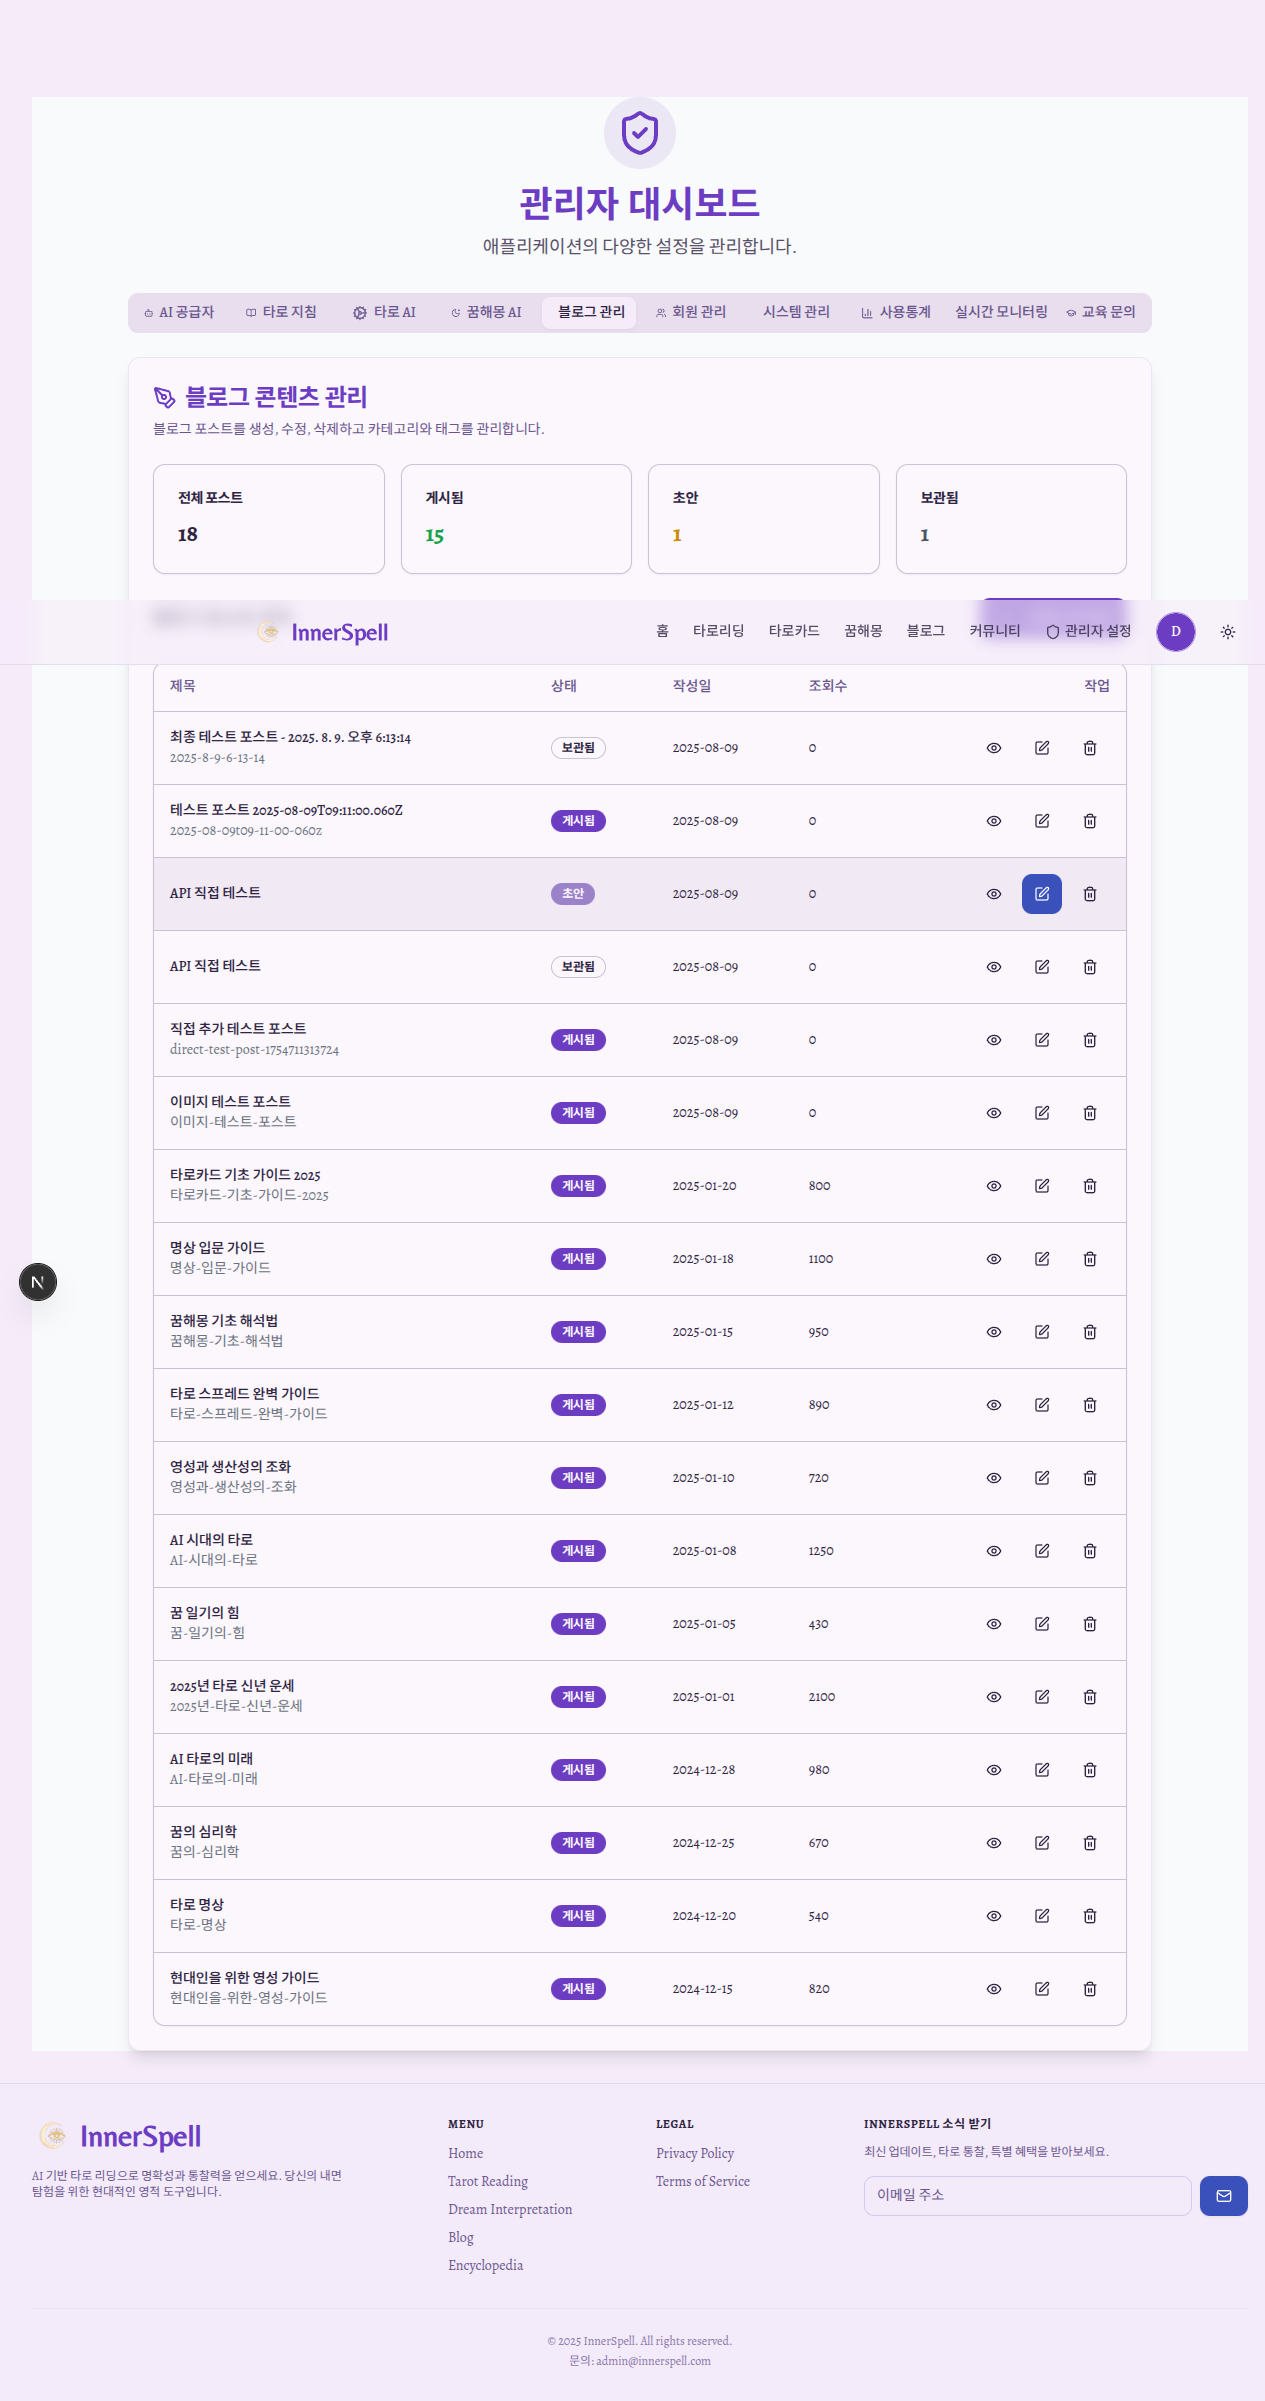 관리자 대시보드
애플리케이션의 다양한 설정을 관리합니다.
AI 공급자 타로 지침 타로 AI 꿈해몽 AI 블로그 관리 회원 관리 시스템 관리 사용통계 실시간 모니터링 교육 문의
블로그 콘텐츠 관리
블로그 포스트를 생성, 수정, 삭제하고 카테고리와 태그를 관리합니다.
전체 포스트 게시됨 초안 보관됨
18 15 1 1
InnerSpell 홈 타로리딩 타로카드 꿈해몽 블로그 커뮤니티 관리자 설정 D
제목 상태 작성일 조회수 작업
최종 테스트 포스트 - 2025. 8. 9. 오후 6:13:14
2025-8-9-6-13-14
보관됨 2025-08-09 0
테스트 포스트 2025-08-09T09:11:00.060Z
2025-08-09t09-11-00-060z
게시됨 2025-08-09 0
API 직접 테스트 초안 2025-08-09 0
API 직접 테스트 보관됨 2025-08-09 0
직접 추가 테스트 포스트
direct-test-post-1754711313724
게시됨 2025-08-09 0
이미지 테스트 포스트
이미지-테스트-포스트
게시됨 2025-08-09 0
타로카드 기초 가이드 2025
타로카드-기초-가이드-2025
게시됨 2025-01-20 800
명상 입문 가이드
명상-입문-가이드
게시됨 2025-01-18 1100
꿈해몽 기초 해석법
꿈해몽-기초-해석법
게시됨 2025-01-15 950
타로 스프레드 완벽 가이드
타로-스프레드-완벽-가이드
게시됨 2025-01-12 890
영성과 생산성의 조화
영성과-생산성의-조화
게시됨 2025-01-10 720
AI 시대의 타로
AI-시대의-타로
게시됨 2025-01-08 1250
꿈 일기의 힘
꿈-일기의-힘
게시됨 2025-01-05 430
2025년 타로 신년 운세
2025년-타로-신년-운세
게시됨 2025-01-01 2100
AI 타로의 미래
AI-타로의-미래
게시됨 2024-12-28 980
꿈의 심리학
꿈의-심리학
게시됨 2024-12-25 670
타로 명상
타로-명상
게시됨 2024-12-20 540
현대인을 위한 영성 가이드
현대인을-위한-영성-가이드
게시됨 2024-12-15 820
N
InnerSpell
AI 기반 타로 리딩으로 명확성과 통찰력을 얻으세요. 당신의 내면
탐험을 위한 현대적인 영적 도구입니다.
MENU
Home
Tarot Reading
Dream Interpretation
Blog
Encyclopedia
LEGAL
Privacy Policy
Terms of Service
INNERSPELL 소식 받기
최신 업데이트, 타로 통찰, 특별 혜택을 받아보세요.
이메일 주소
© 2025 InnerSpell. All rights reserved.
문의: admin@innerspell.com